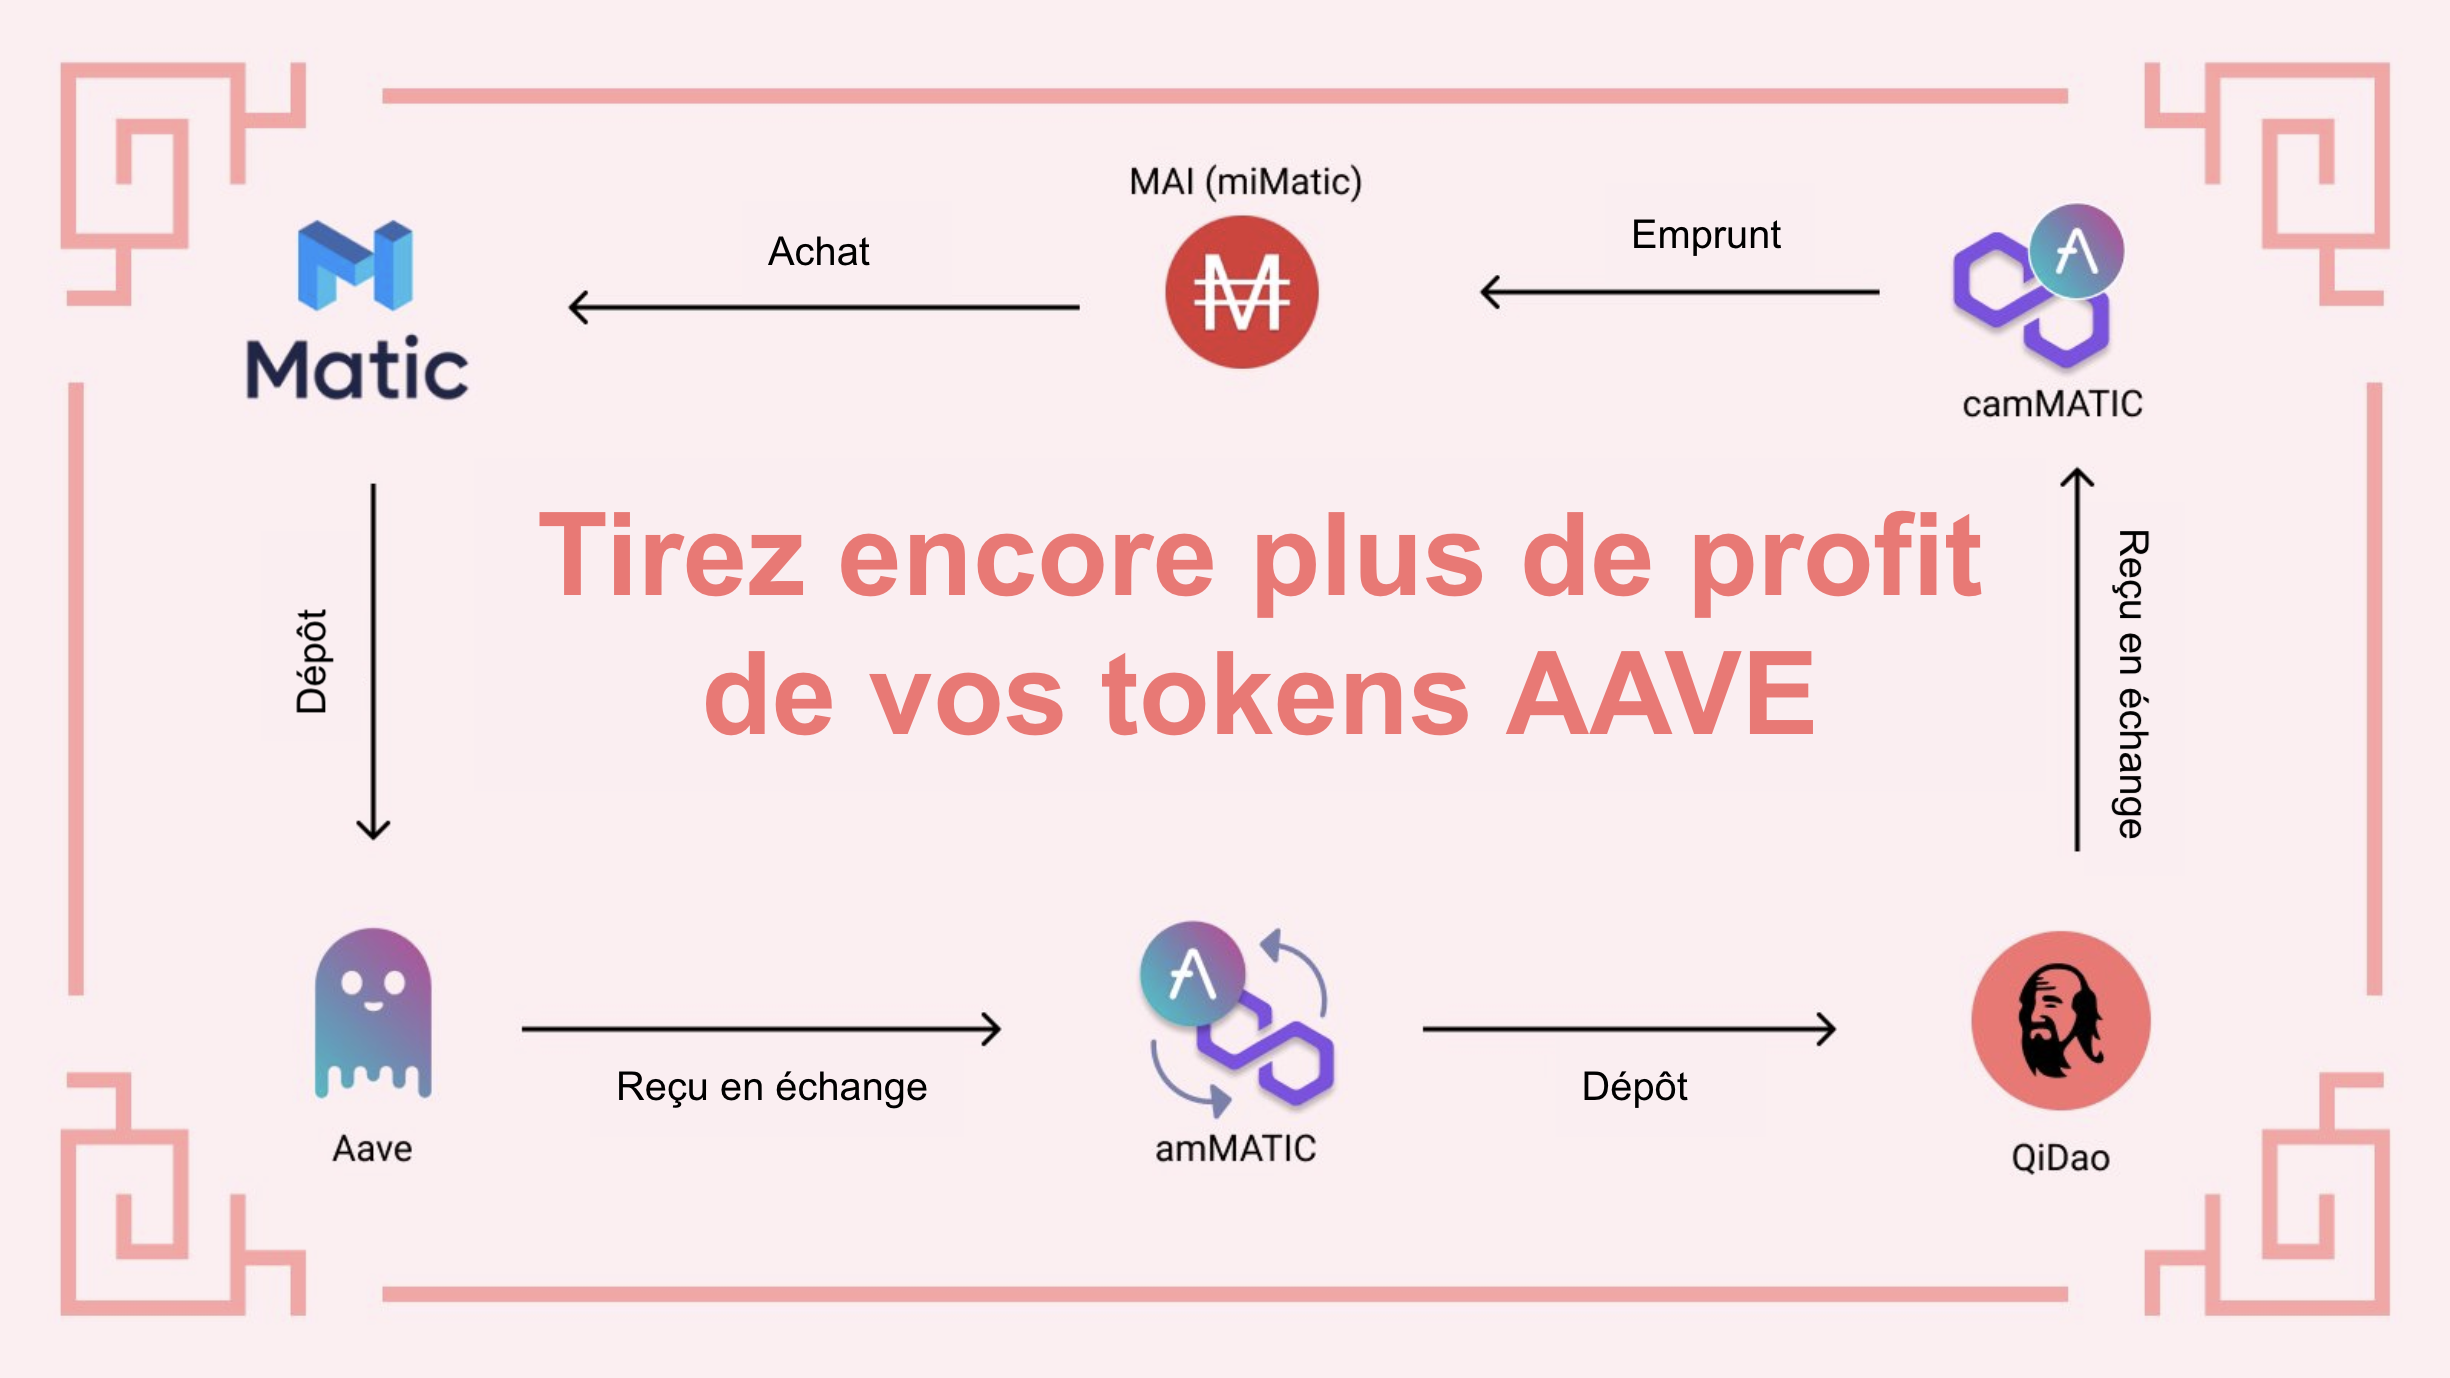 MAI (miMatic)
Achat
Emprunt
Matic
camMATIC
Tirez encore plus de profit
de vos tokens AAVE
Dépôt
Reçu en échange
Reçu en échange
Dépôt
Aave
amMATIC
QiDao